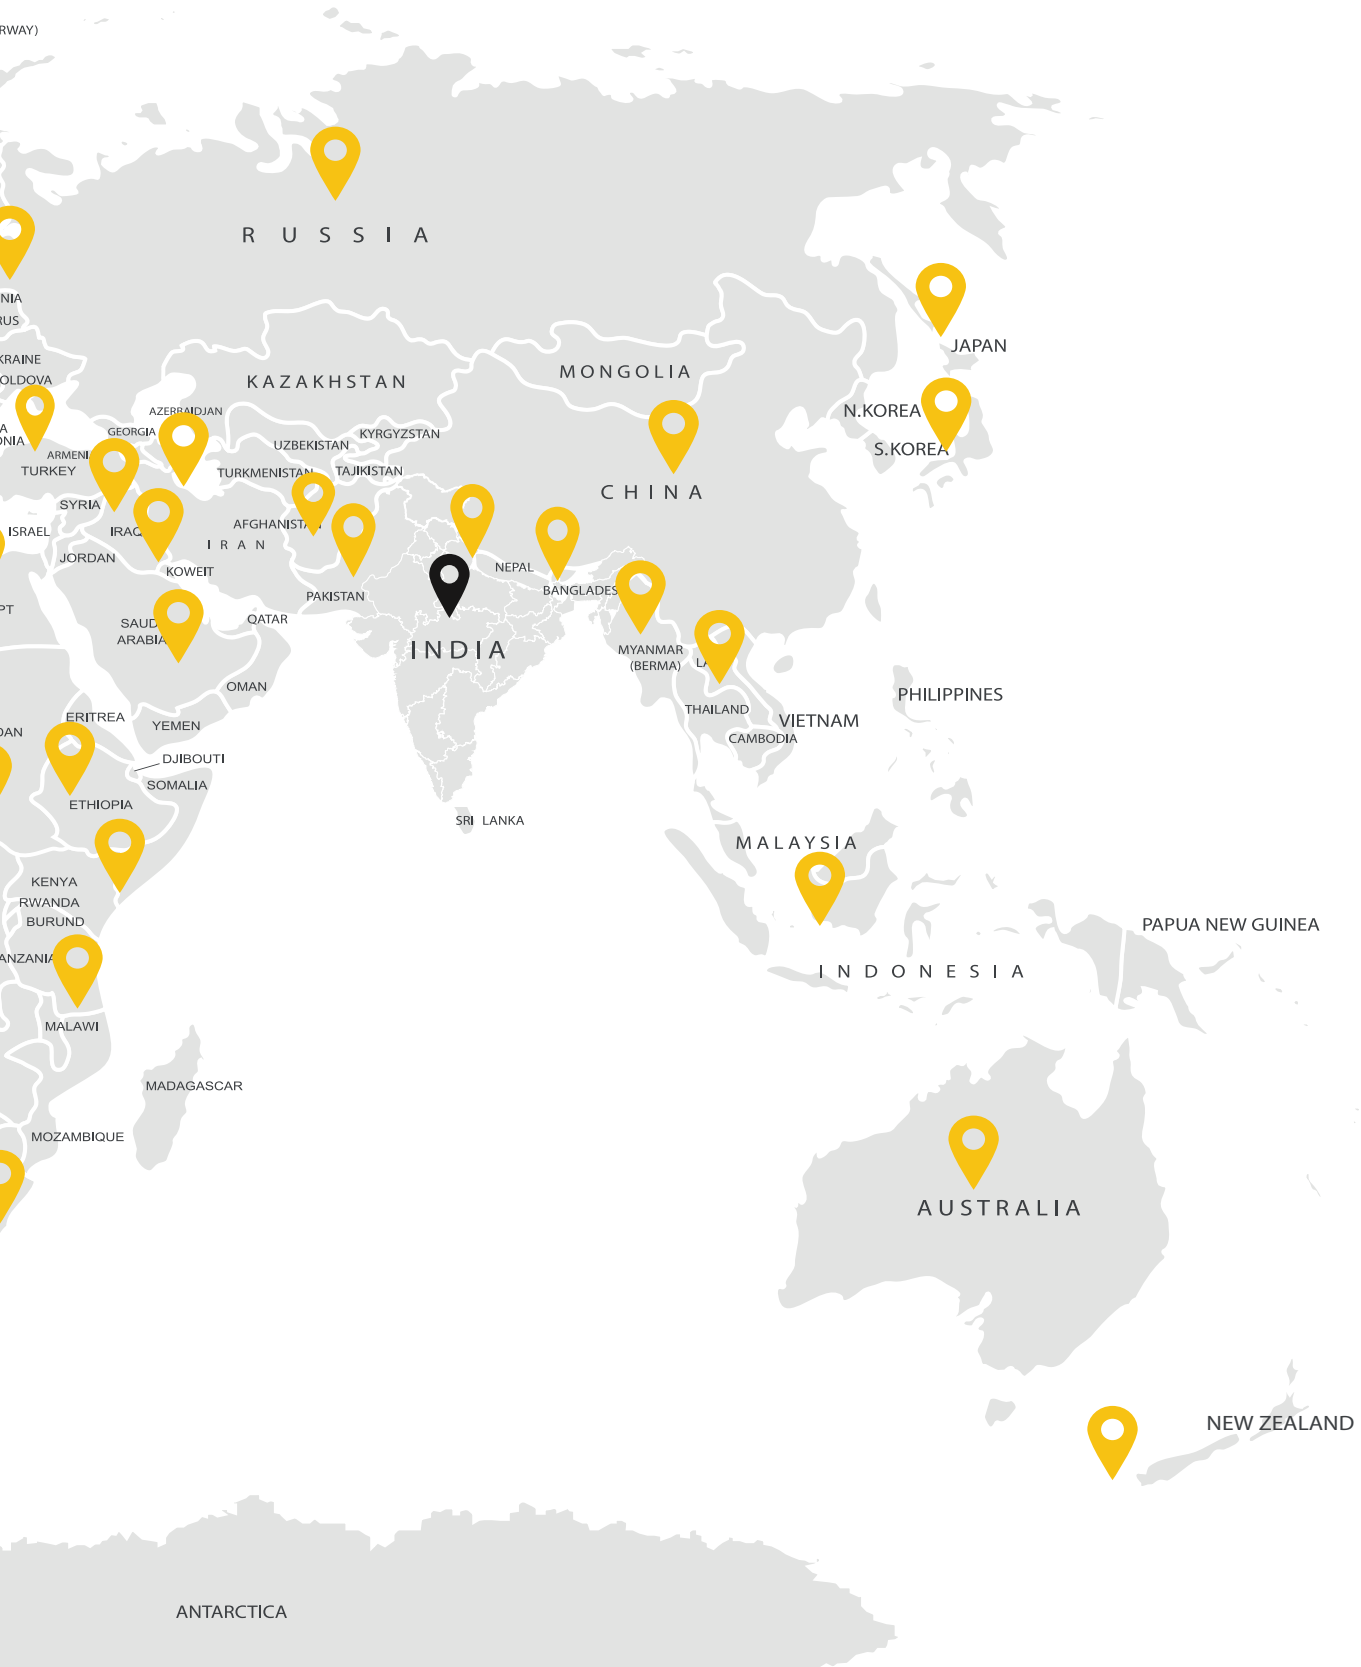 RWAY)
RUSSIA
NIA
RUS
JAPAN
KRAINE
MONGOLIA
OLDOVA
KAZAKHSTAN
AZERBAIDJAN
N.KOREA
A
GEORGIA
KYRGYZSTAN
ONIA
UZBEKISTAN
S.KOREA
ARMENI
TURKEY
TURKMENISTAN
TAJIKISTAN
CHINA
SYRIA
AFGHANISTAN
ISRAEL
IRAQ
IRAN
JORDAN
NEPAL
KOWEIT
BANGLADES
PAKISTAN
PT
QATAR
SAUD
ARABIA
INDIA
MYANMAR
(BERMA)
LA
OMAN
PHILIPPINES
THAILAND
ERITREA
VIETNAM
YEMEN
DAN
CAMBODIA
DJIBOUTI
SOMALIA
ETHIOPIA
SRI LANKA
MALAYSIA
KENYA
RWANDA
BURUND
PAPUA NEW GUINEA
ANZANIA
INDONESIA
MALAWI
MADAGASCAR
MOZAMBIQUE
AUSTRALIA
NEW ZEALAND
ANTARCTICA